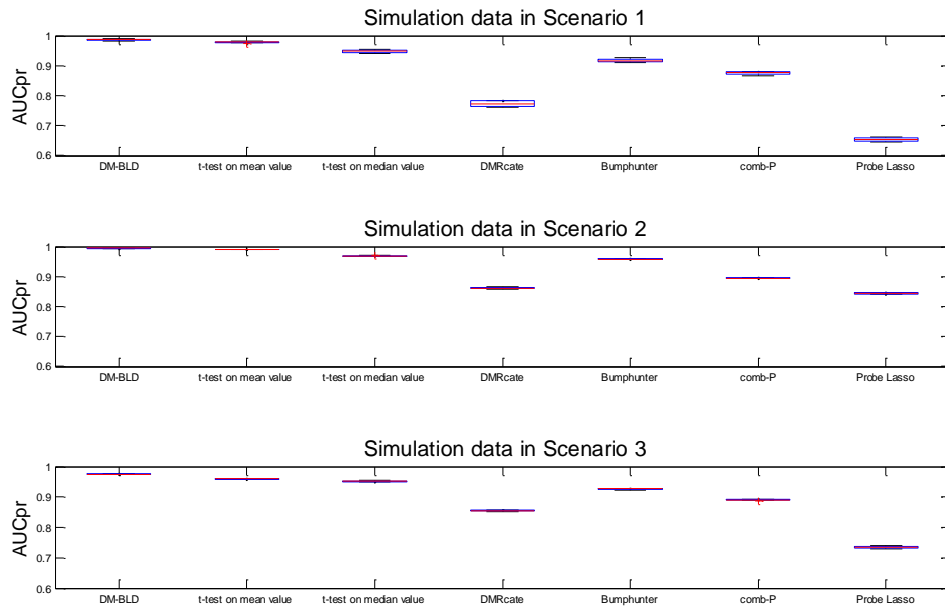 Simulation data in Scenario 1
AUCpr
1
0.9
0.8
0.7
0.6
DM-BLD t-test on mean value t-test on median value DMRcate Bumphunter comb-P Probe Lasso
Simulation data in Scenario 2
AUCpr
1
0.9
0.8
0.7
0.6
DM-BLD t-test on mean value t-test on median value DMRcate Bumphunter comb-P Probe Lasso
Simulation data in Scenario 3
AUCpr
1
0.9
0.8
0.7
0.6
DM-BLD t-test on mean value t-test on median value DMRcate Bumphunter comb-P Probe Lasso